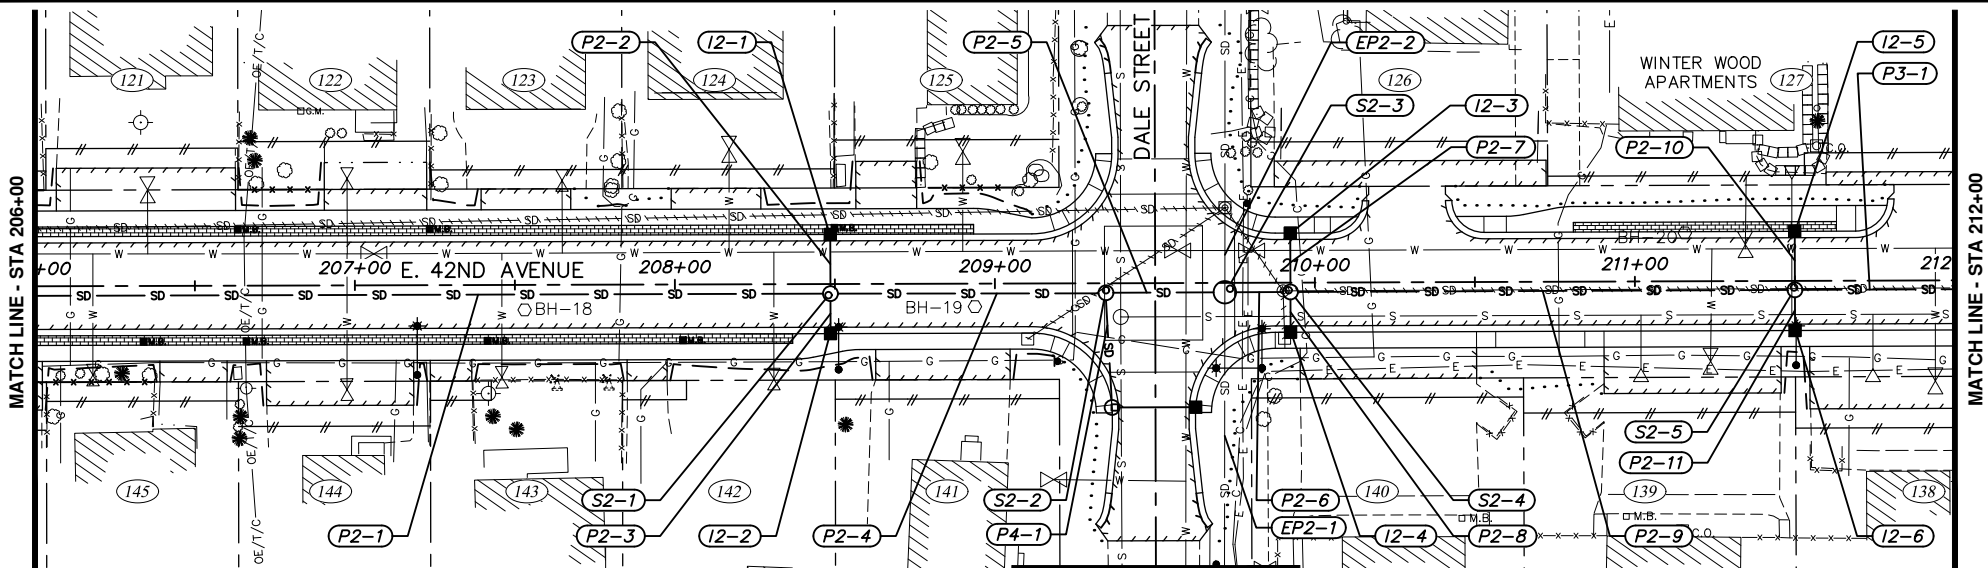 MATCH LINE - STA 206+00
MATCH LINE - STA 212+00
P2-2
I2-1
P2-5
EP2-2
I2-5
S2-3
I2-3
P3-1
P2-7
P2-10
DALE STREET
WINTER WOOD
APARTMENTS
121
122
123
124
125
126
127
G.M.
OE/T/C
+00
207+00
E. 42ND AVENUE
208+00
209+00
210+00
211+00
212
BH-18
BH-19
BH-20
SD
W
G
S
E
M.B.
C.O.
145
144
143
142
141
140
139
138
S2-1
S2-2
P2-6
S2-4
S2-5
P2-11
P2-1
P2-3
I2-2
P2-4
P4-1
EP2-1
I2-4
P2-8
P2-9
I2-6
M.B.
M.B.
C.O.
OE/T/C